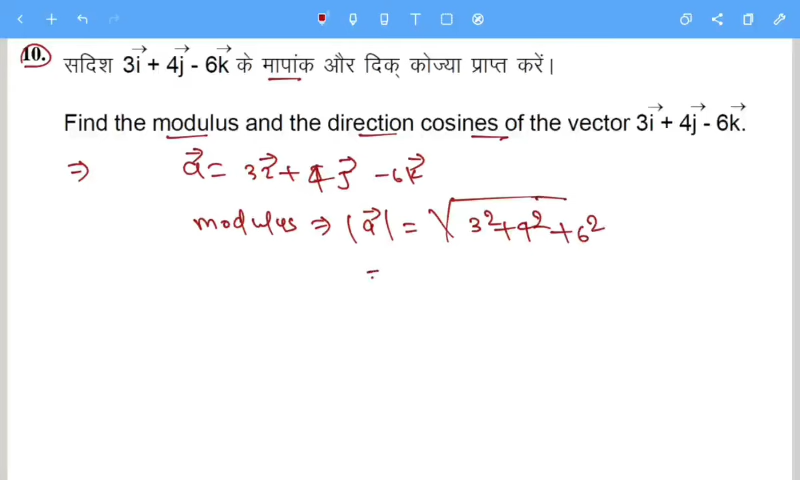 10. सदिश 3i⃗ + 4j⃗ - 6k⃗ के मापांक और दिक् कोज्या प्राप्त करें।
Find the modulus and the direction cosines of the vector 3i⃗ + 4j⃗ - 6k⃗.
⇒ a⃗ = 3i⃗ + 4j⃗ - 6k⃗
modulus ⇒ |a⃗| = √3² + 4² + 6²
=